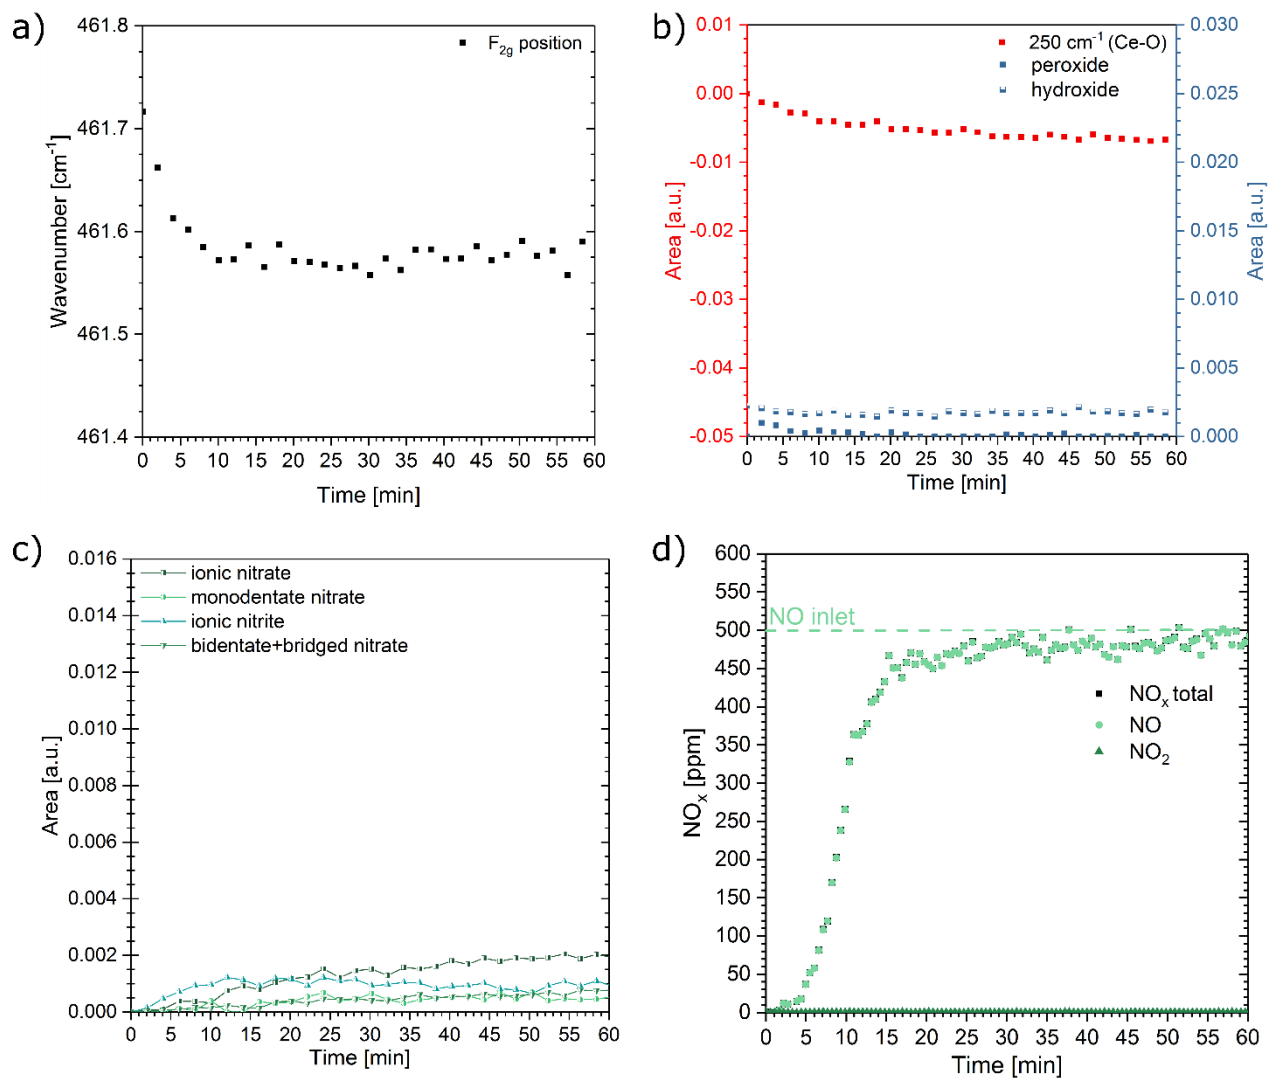 a)
461.8
461.7
461.6
461.5
461.4
Wavenumber [cm⁻¹]
F₂g position
0 5 10 15 20 25 30 35 40 45 50 55 60
Time [min]
b)
0.01
0.00
-0.01
-0.02
-0.03
-0.04
-0.05
Area [a.u.]
250 cm⁻¹ (Ce-O)
peroxide
hydroxide
0.030
0.025
0.020
0.015
0.010
0.005
0.000
Area [a.u.]
0 5 10 15 20 25 30 35 40 45 50 55 60
Time [min]
c)
0.016
0.014
0.012
0.010
0.008
0.006
0.004
0.002
0.000
Area [a.u.]
ionic nitrate
monodentate nitrate
ionic nitrite
bidentate+bridged nitrate
0 5 10 15 20 25 30 35 40 45 50 55 60
Time [min]
d)
600
550
500
450
400
350
300
250
200
150
100
50
0
NOₓ [ppm]
NO inlet
NOₓ total
NO
NO₂
0 5 10 15 20 25 30 35 40 45 50 55 60
Time [min]